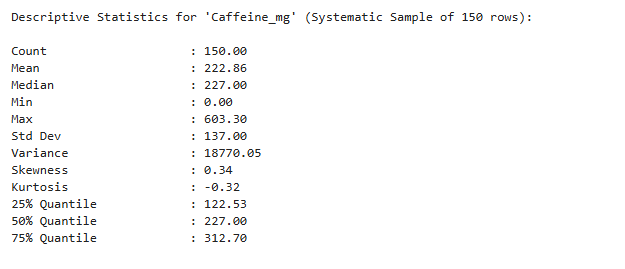 Descriptive Statistics for 'Caffeine_mg' (Systematic Sample of 150 rows):
Count : 150.00
Mean : 222.86
Median : 227.00
Min : 0.00
Max : 603.30
Std Dev : 137.00
Variance : 18770.05
Skewness : 0.34
Kurtosis : -0.32
25% Quantile : 122.53
50% Quantile : 227.00
75% Quantile : 312.70